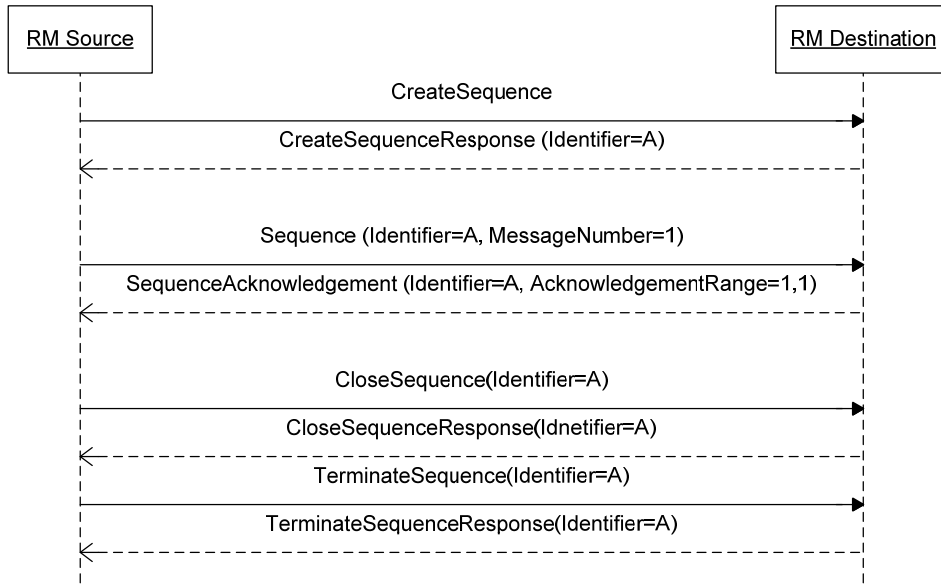 RM Source
RM Destination
CreateSequence
CreateSequenceResponse (Identifier=A)
Sequence (Identifier=A, MessageNumber=1)
SequenceAcknowledgement (Identifier=A, AcknowledgementRange=1,1)
CloseSequence(Identifier=A)
CloseSequenceResponse(Idnetifier=A)
TerminateSequence(Identifier=A)
TerminateSequenceResponse(Identifier=A)